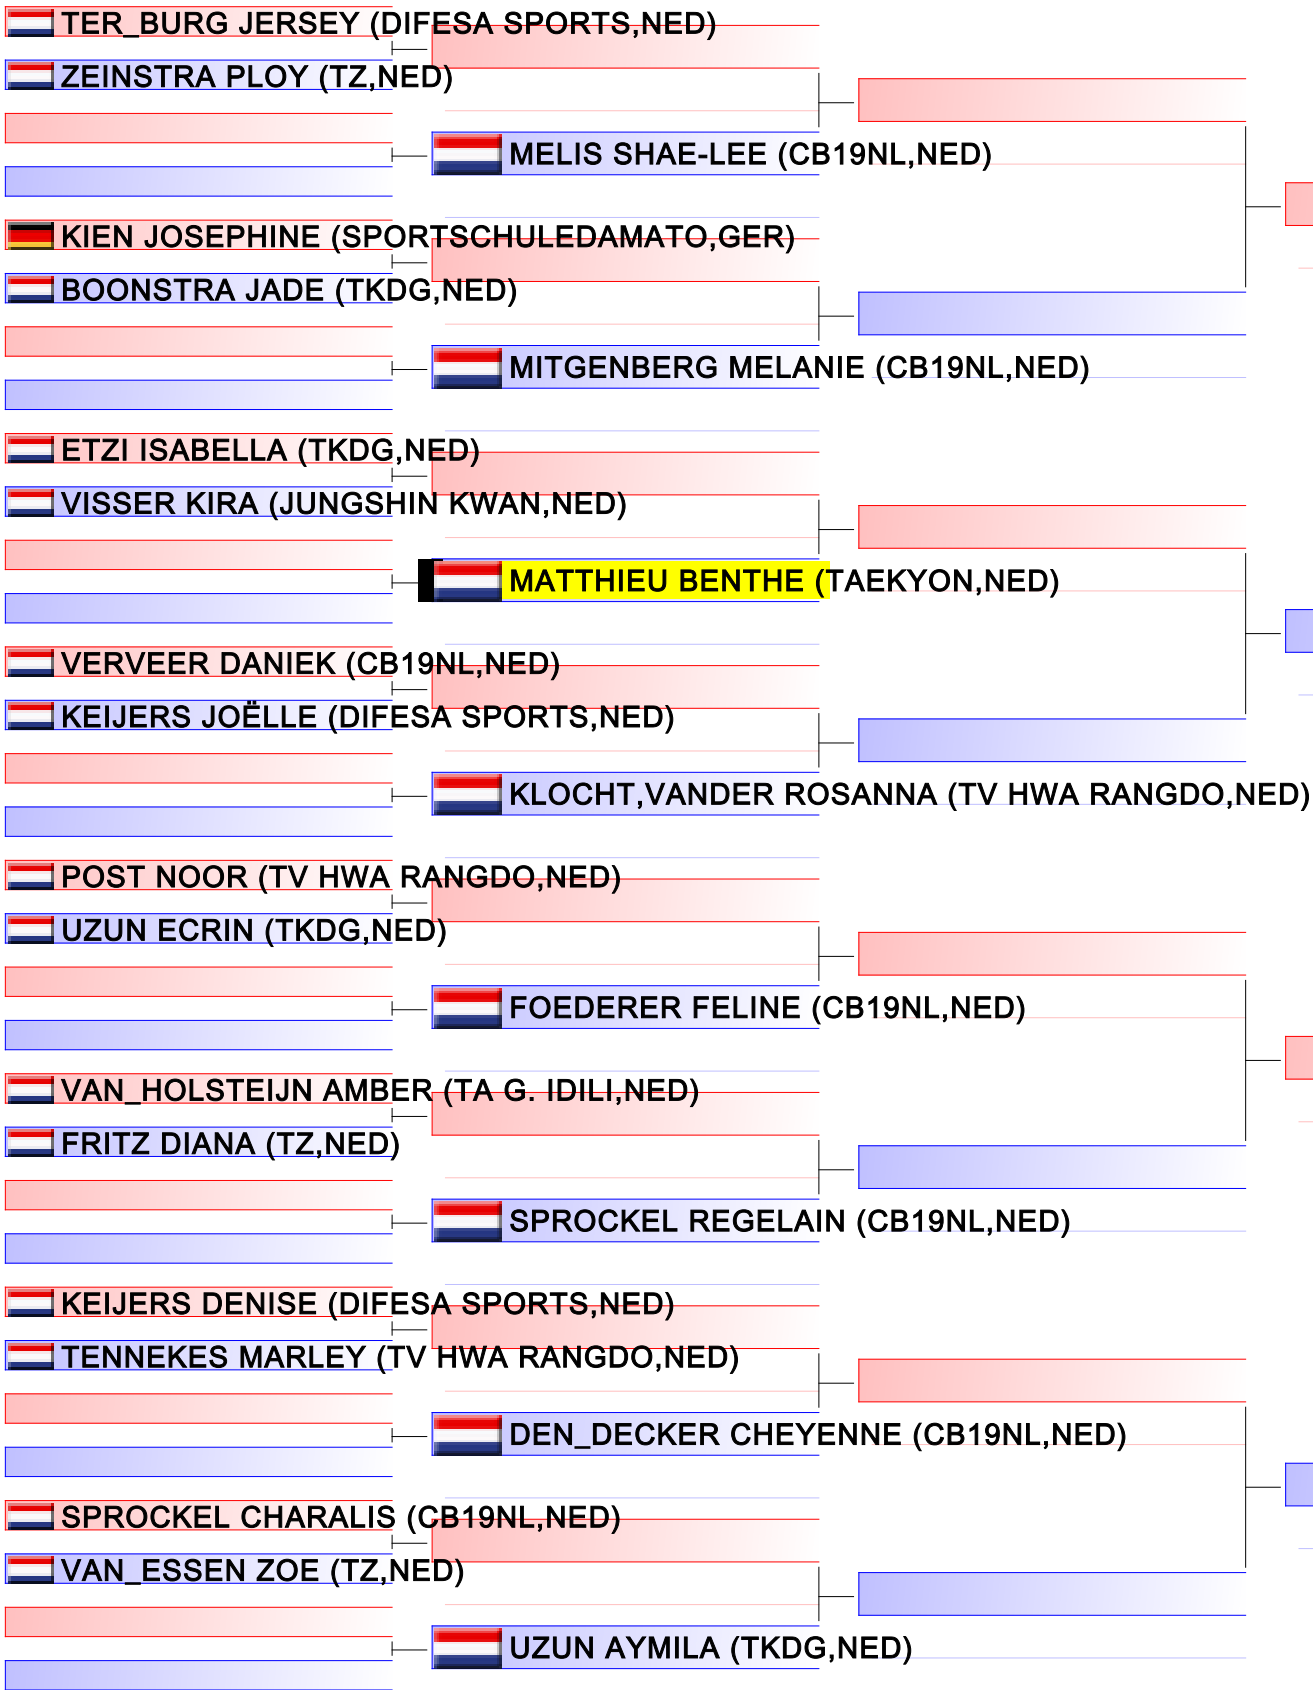 TER_BURG JERSEY (DIFESA SPORTS,NED)
ZEINSTRA PLOY (TZ,NED)
MELIS SHAE-LEE (CB19NL,NED)
KIEN JOSEPHINE (SPORTSCHULEDAMATO,GER)
BOONSTRA JADE (TKDG,NED)
MITGENBERG MELANIE (CB19NL,NED)
ETZI ISABELLA (TKDG,NED)
VISSER KIRA (JUNGSHIN KWAN,NED)
MATTHIEU BENTHE (TAEKYON,NED)
VERVEER DANIEK (CB19NL,NED)
KEIJERS JOËLLE (DIFESA SPORTS,NED)
KLOCHT,VANDER ROSANNA (TV HWA RANGDO,NED)
POST NOOR (TV HWA RANGDO,NED)
UZUN ECRIN (TKDG,NED)
FOEDERER FELINE (CB19NL,NED)
VAN_HOLSTEIJN AMBER (TA G. IDILI,NED)
FRITZ DIANA (TZ,NED)
SPROCKEL REGELAIN (CB19NL,NED)
KEIJERS DENISE (DIFESA SPORTS,NED)
TENNEKES MARLEY (TV HWA RANGDO,NED)
DEN_DECKER CHEYENNE (CB19NL,NED)
SPROCKEL CHARALIS (CB19NL,NED)
VAN_ESSEN ZOE (TZ,NED)
UZUN AYMILA (TKDG,NED)